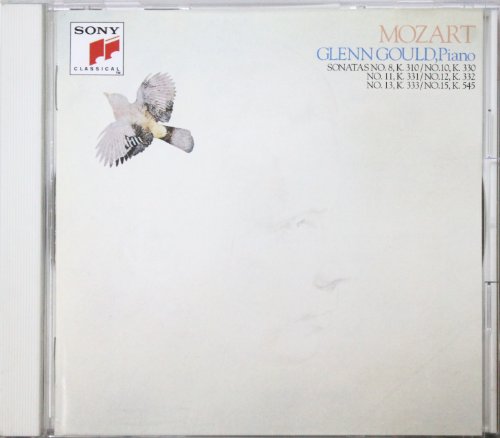 SONY
CLASSICAL
MOZART
GLENN GOULD,Piano
SONATAS NO. 8, K. 310/NO.10, K. 330
NO. 11, K. 331/NO.12, K. 332
NO. 13, K. 333/NO.15, K. 545